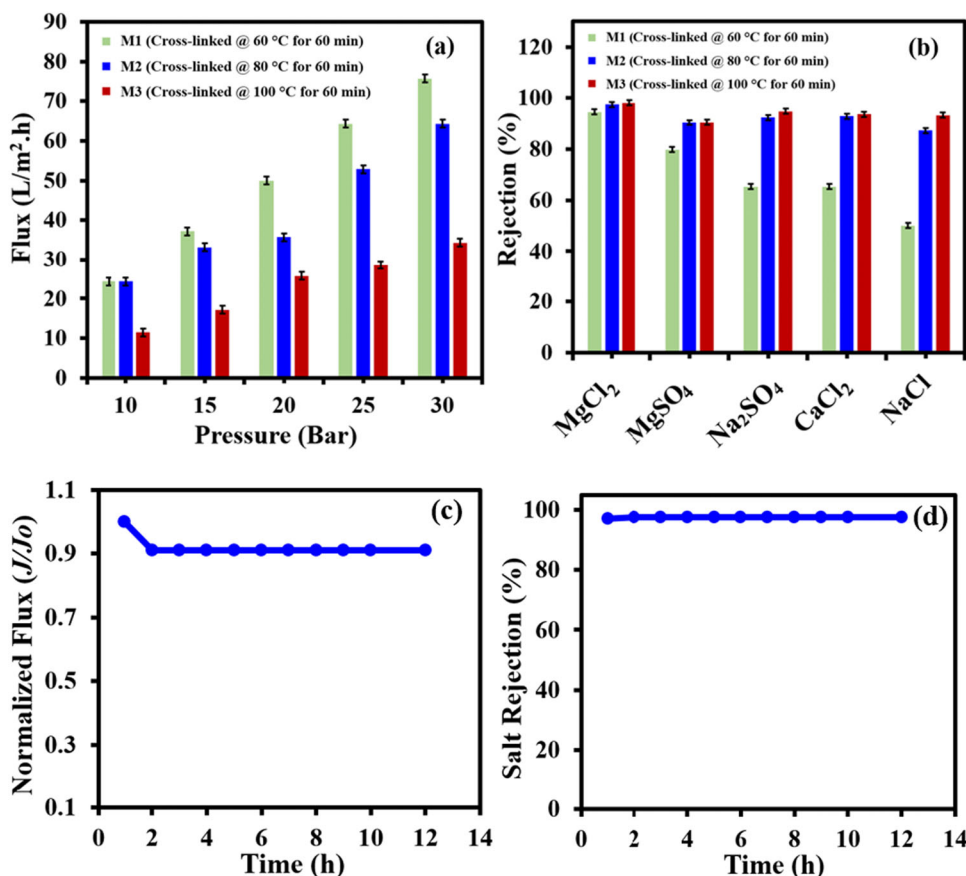 (a)
M1 (Cross-linked @ 60 °C for 60 min)
M2 (Cross-linked @ 80 °C for 60 min)
M3 (Cross-linked @ 100 °C for 60 min)
Flux (L/m².h)
90
80
70
60
50
40
30
20
10
0
10 15 20 25 30
Pressure (Bar)
(b)
M1 (Cross-linked @ 60 °C for 60 min)
M2 (Cross-linked @ 80 °C for 60 min)
M3 (Cross-linked @ 100 °C for 60 min)
Rejection (%)
120
100
80
60
40
20
0
MgCl₂
MgSO₄
Na₂SO₄
CaCl₂
NaCl
(c)
Normalized Flux (J/Jo)
1.1
0.9
0.7
0.5
0.3
0.1
0 2 4 6 8 10 12 14
Time (h)
(d)
Salt Rejection (%)
100
80
60
40
20
0
0 2 4 6 8 10 12 14
Time (h)